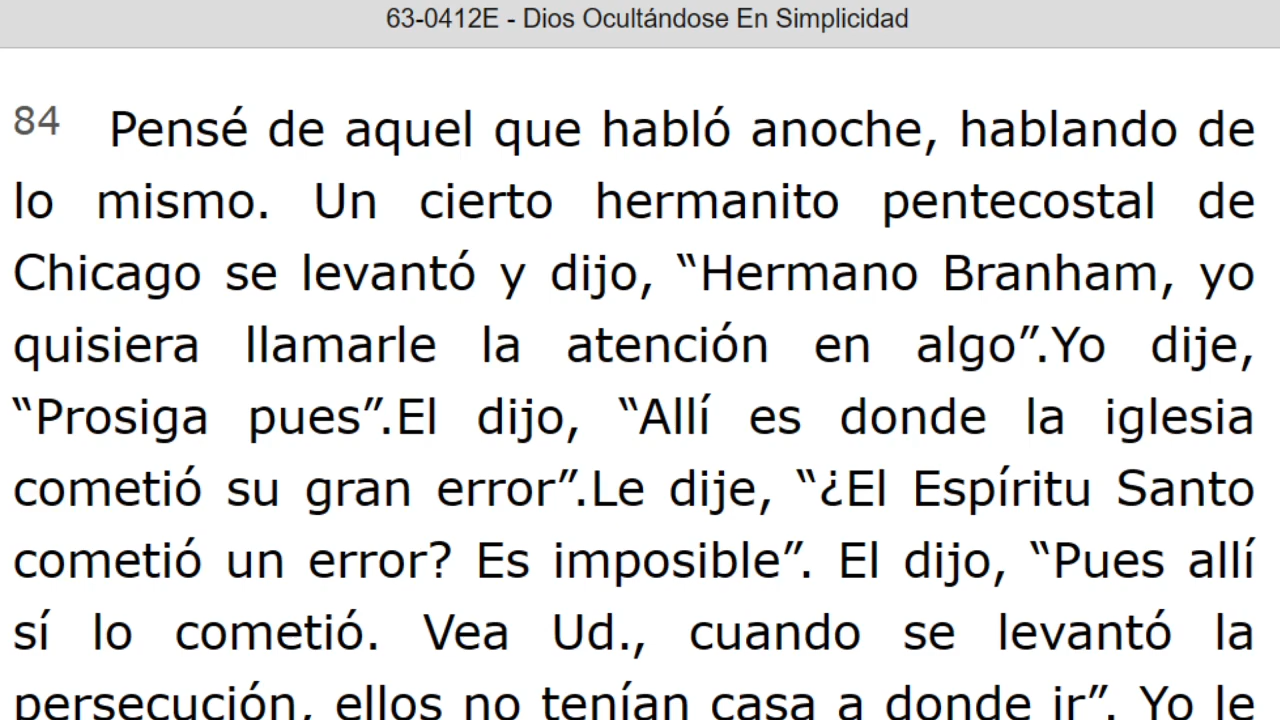 63-0412E - Dios Ocultándose En Simplicidad
84 Pensé de aquel que habló anoche, hablando de
lo mismo. Un cierto hermanito pentecostal de
Chicago se levantó y dijo, “Hermano Branham, yo
quisiera llamarle la atención en algo”.Yo dije,
“Prosiga pues”.El dijo, “Allí es donde la iglesia
cometió su gran error”.Le dije, “¿El Espíritu Santo
cometió un error? Es imposible”. El dijo, “Pues allí
sí lo cometió. Vea Ud., cuando se levantó la
persecución, ellos no tenían casa a donde ir”. Yo le